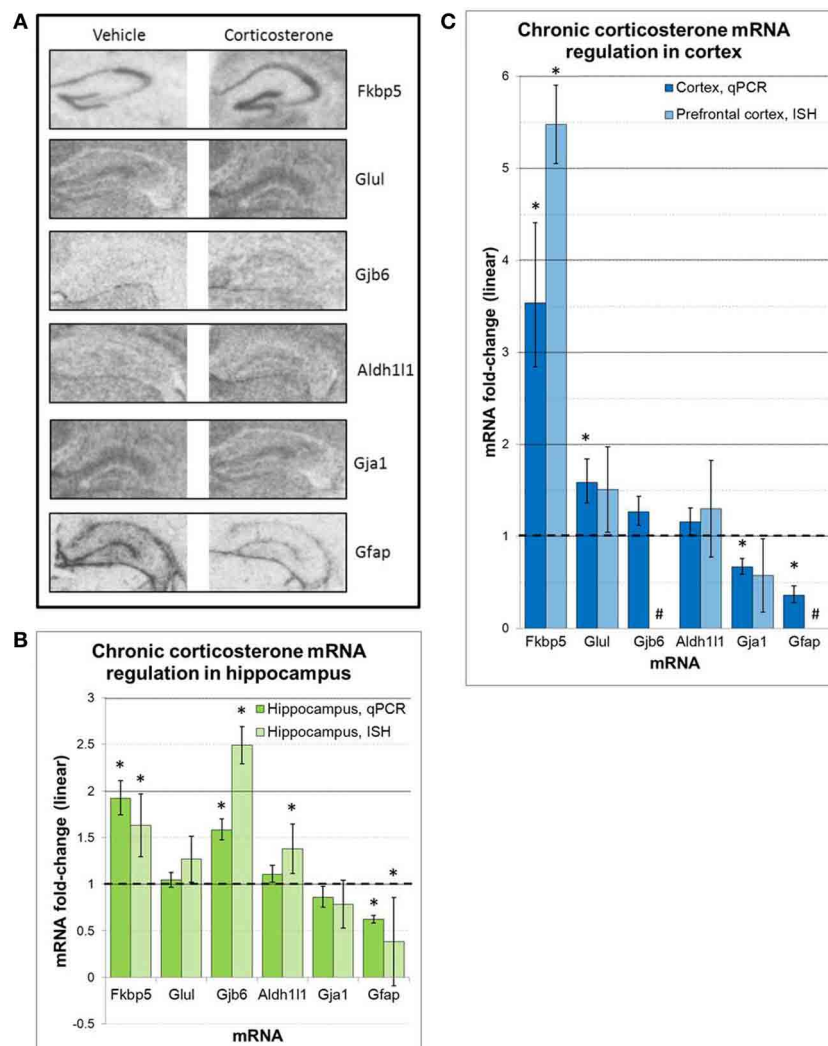 A
Vehicle Corticosterone
Fkbp5
Glul
Gjb6
Aldh1l1
Gja1
Gfap
B
Chronic corticosterone mRNA
regulation in hippocampus
Hippocampus, qPCR
Hippocampus, ISH
mRNA fold-change (linear)
3
2.5
2
1.5
1
0.5
0
-0.5
* * * * * * *
Fkbp5 Glul Gjb6 Aldh1l1 Gja1 Gfap
mRNA
C
Chronic corticosterone mRNA
regulation in cortex
Cortex, qPCR
Prefrontal cortex, ISH
mRNA fold-change (linear)
6
5
4
3
2
1
0
* * * * *
# #
Fkbp5 Glul Gjb6 Aldh1l1 Gja1 Gfap
mRNA